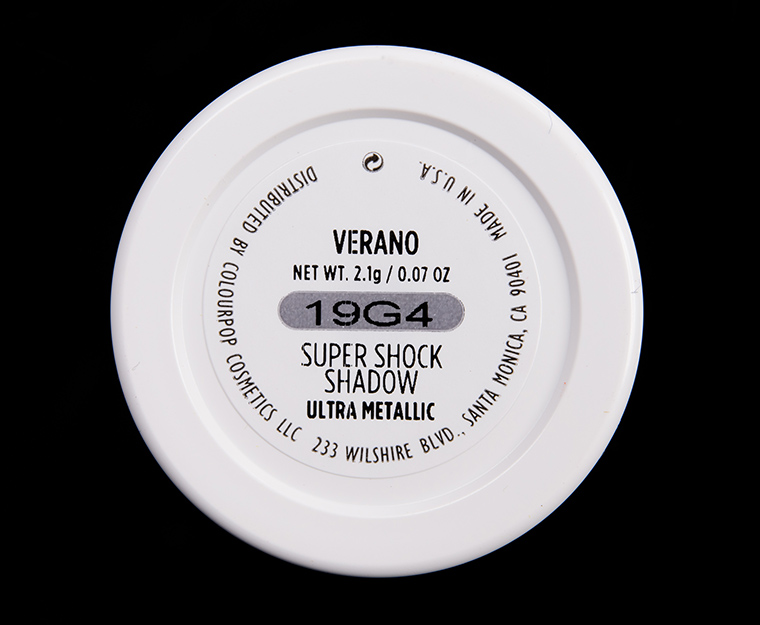 VERANO
NET WT. 2.1g / 0.07 OZ
19G4
SUPER SHOCK
SHADOW
ULTRA METALLIC
DISTRIBUTED BY COLOURPOP COSMETICS LLC 233 WILSHIRE BLVD., SANTA MONICA, CA 90401 MADE IN U.S.A.